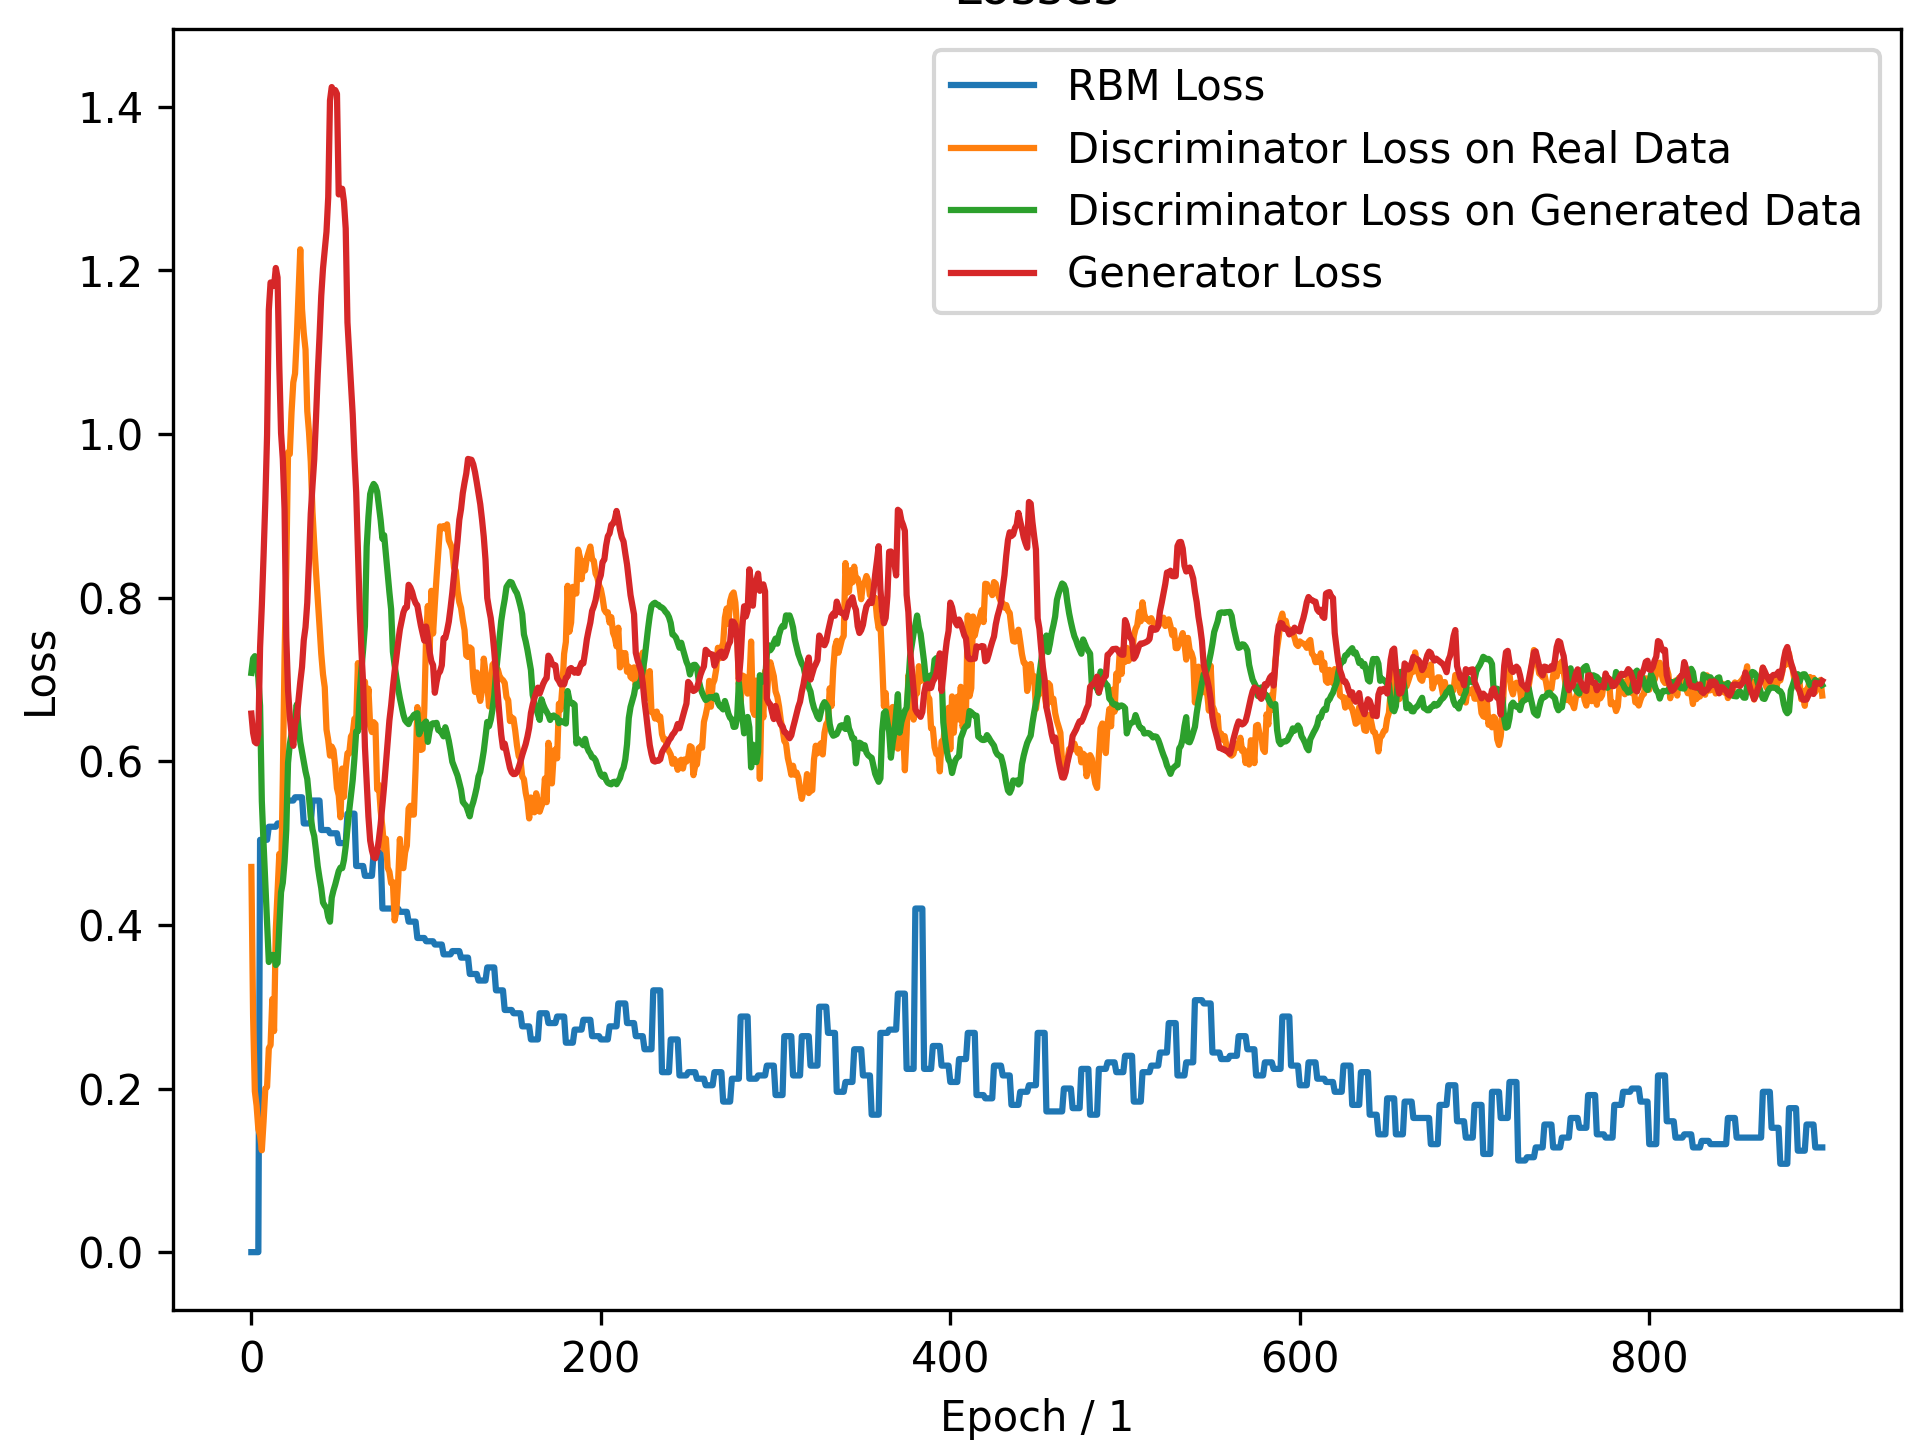 Losses
RBM Loss
Discriminator Loss on Real Data
Discriminator Loss on Generated Data
Generator Loss
1.4
1.2
1.0
0.8
0.6
0.4
0.2
0.0
Loss
0 200 400 600 800
Epoch / 1